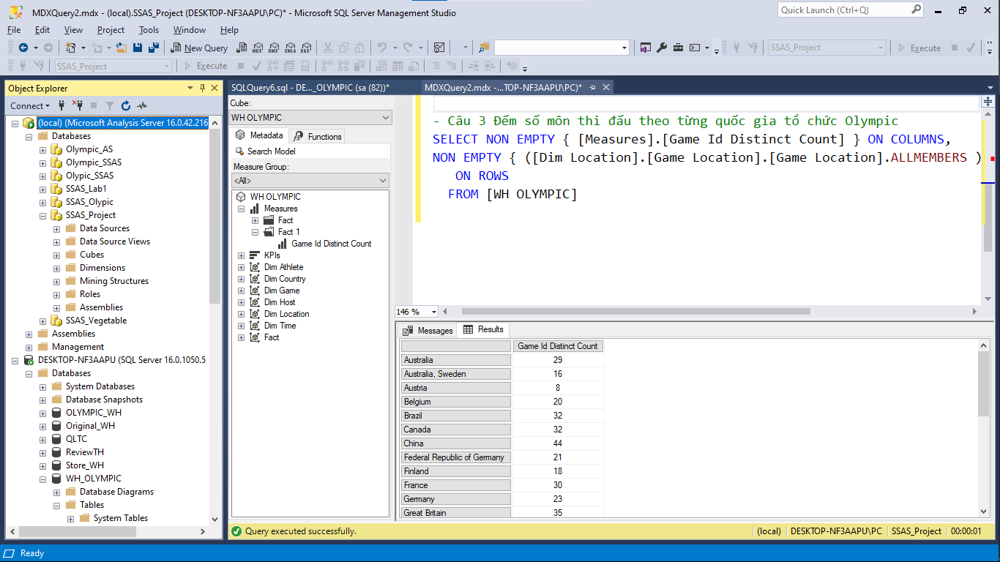 MDXQuery2.mdx - (local).SSAS_Project (DESKTOP-NF3AAPU\PC)* - Microsoft SQL Server Management Studio
Quick Launch (Ctrl+Q)
File Edit View Project Tools Window Help
New Query MDX DMX XMLA DAX SSAS_Project Execute
SSAS_Project Execute
Object Explorer
Connect
(local) (Microsoft Analysis Server 16.0.42.216
Databases
Olympic_AS
Olympic_SSAS
Olypic_SSAS
SSAS_Lab1
SSAS_Olypic
SSAS_Project
Data Sources
Data Source Views
Cubes
Dimensions
Mining Structures
Roles
Assemblies
SSAS_Vegetable
Assemblies
Management
DESKTOP-NF3AAPU (SQL Server 16.0.1050.5
Databases
System Databases
Database Snapshots
OLYMPIC_WH
Original_WH
QLTC
ReviewTH
Store_WH
WH_OLYMPIC
Database Diagrams
Tables
System Tables
SQLQuery6.sql - DE..._OLYMPIC (sa (82))*
MDXQuery2.mdx -...TOP-NF3AAPU\PC)*
Cube:
WH OLYMPIC
Metadata Functions
Search Model
Measure Group:
<All>
WH OLYMPIC
Measures
Fact
Fact 1
Game Id Distinct Count
KPIs
Dim Athlete
Dim Country
Dim Game
Dim Host
Dim Location
Dim Time
Fact
- Câu 3 Đếm số môn thi đấu theo từng quốc gia tổ chức Olympic
SELECT NON EMPTY { [Measures].[Game Id Distinct Count] } ON COLUMNS,
NON EMPTY { ([Dim Location].[Game Location].[Game Location].ALLMEMBERS )
ON ROWS
FROM [WH OLYMPIC]
146 %
Messages Results
Game Id Distinct Count
Australia 29
Australia, Sweden 16
Austria 8
Belgium 20
Brazil 32
Canada 32
China 44
Federal Republic of Germany 21
Finland 18
France 30
Germany 23
Great Britain 35
Query executed successfully.
(local) DESKTOP-NF3AAPU\PC SSAS_Project 00:00:01
Ready